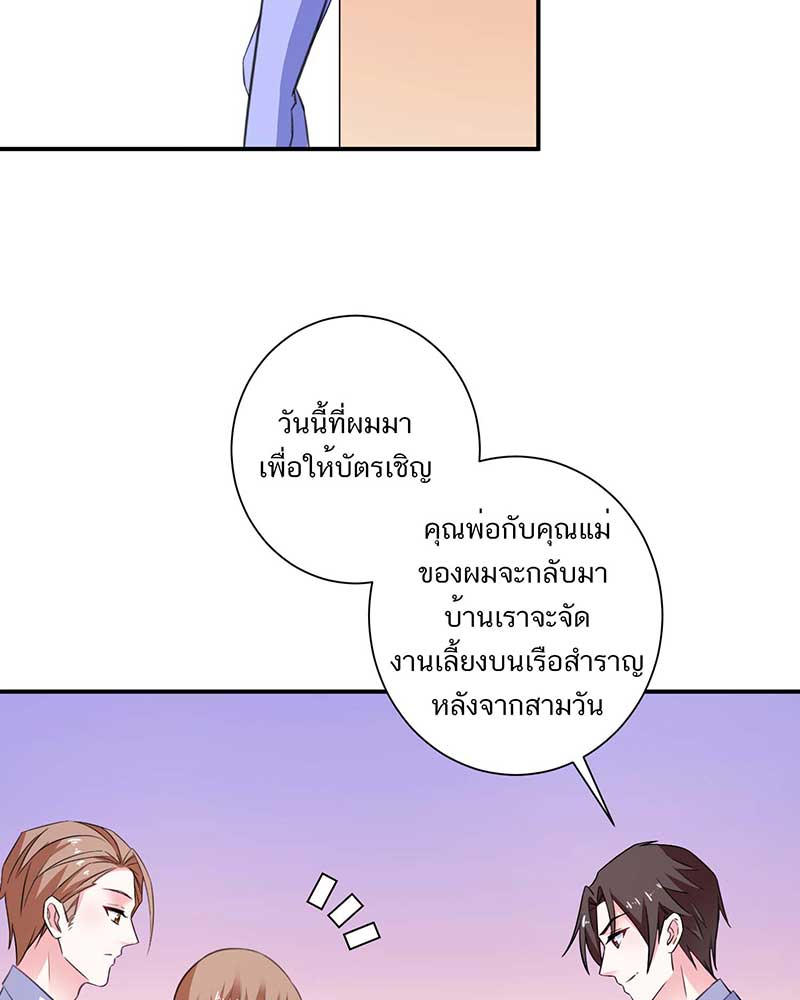 วันนี้ที่ผมมา
เพื่อให้บัตรเชิญ
คุณพ่อกับคุณแม่
ของผมจะกลับมา
บ้านเราจะจัด
งานเลี้ยงบนเรือสำราญ
หลังจากสามวัน